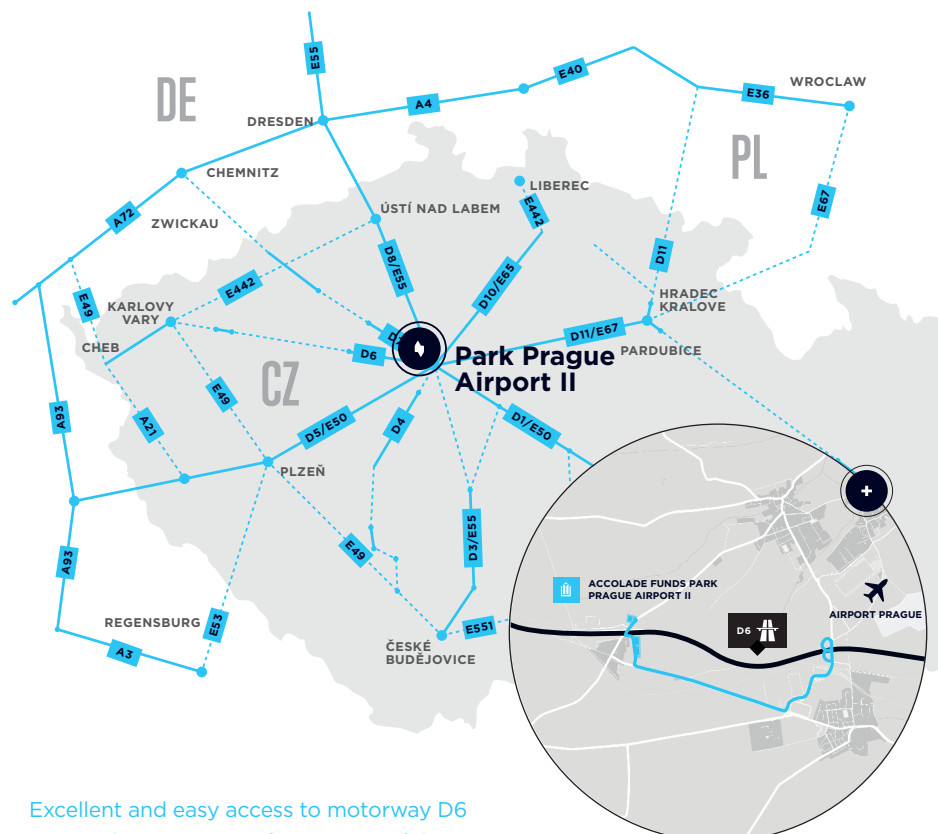 E55
E40
DE
A4
E36
WROCLAW
DRESDEN
PL
CHEMNITZ
LIBEREC
E442
E67
ÚSTÍ NAD LABEM
A72
ZWICKAU
D8/E55
D11
D10/E65
E442
E49
KARLOVY
VARY
HRADEC
KRALOVE
D11/E67
CHEB
D6
Park Prague
Airport II
PARDUBICE
CZ
E49
A93
A21
D5/E50
D4
D1/E50
PLZEŇ
D3/E55
E49
A93
ACCOLADE FUNDS PARK
PRAGUE AIRPORT II
AIRPORT PRAGUE
REGENSBURG
E53
E551
D6
A3
ČESKÉ
BUDĚJOVICE
Excellent and easy access to motorway D6